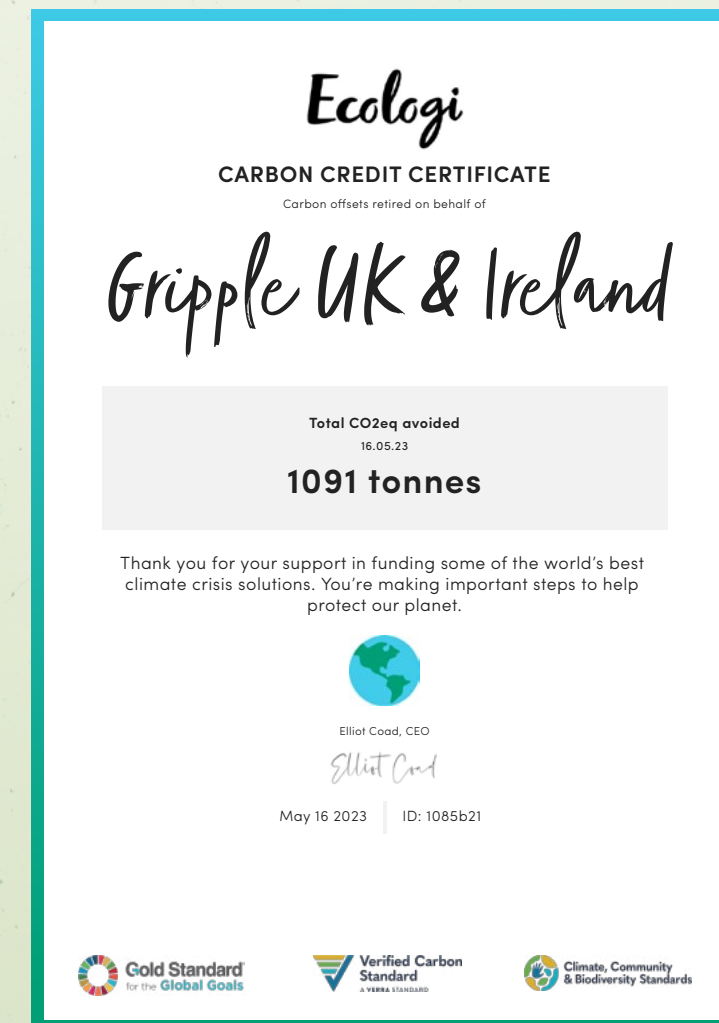 Ecologi
CARBON CREDIT CERTIFICATE
Carbon offsets retired on behalf of
Gripple UK & Ireland
Total CO2eq avoided
16.05.23
1091 tonnes
Thank you for your support in funding some of the world's best
climate crisis solutions. You're making important steps to help
protect our planet.
Elliot Coad, CEO
Elliot Coad
May 16 2023 ID: 1085b21
Gold Standard
for the Global Goals
Verified Carbon
Standard
A VERRA STANDARD
Climate, Community
& Biodiversity Standards